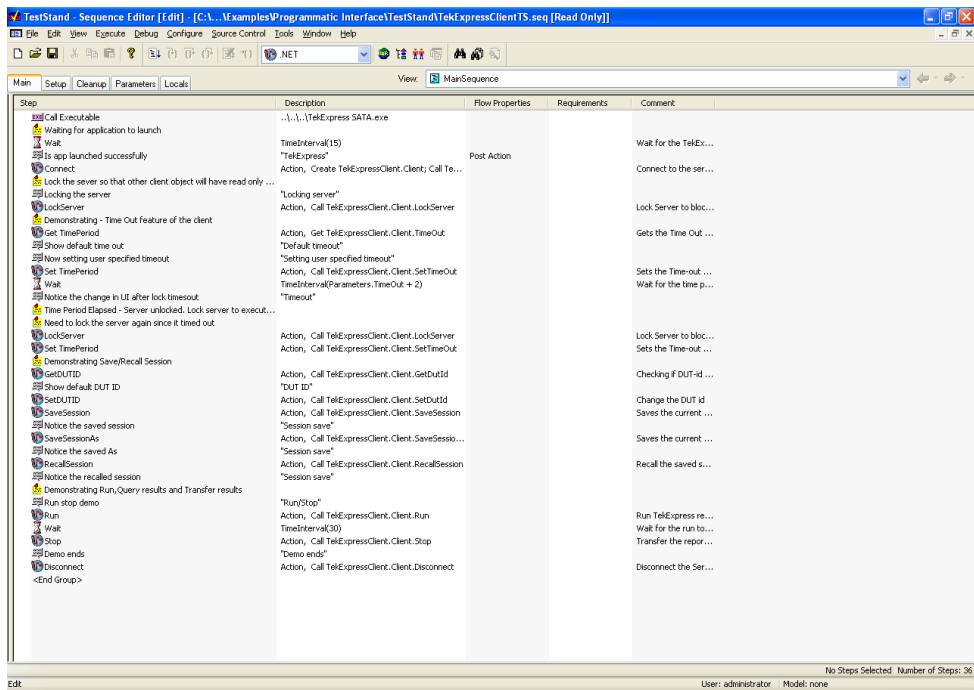 TestStand - Sequence Editor [Edit] - [C:\...\Examples\Programmatic Interface\TestStand\TekExpressClientTS.seq [Read Only]]
File Edit View Execute Debug Configure Source Control Tools Window Help
.NET
Main Setup Cleanup Parameters Locals View: MainSequence
Step Description Flow Properties Requirements Comment
Call Executable ..\..\..\TekExpress SATA.exe
Waiting for application to launch
Wait TimeInterval(15) Wait for the TekEx...
Is app launched successfully "TekExpress" Post Action
Connect Action, Create TekExpressClient.Client; Call Te... Connect to the ser...
Lock the sever so that other client object will have read only ...
Locking the server "Locking server"
LockServer Action, Call TekExpressClient.Client.LockServer Lock Server to bloc...
Demonstrating - Time Out feature of the client
Get TimePeriod Action, Get TekExpressClient.Client.TimeOut Gets the Time Out ...
Show default time out "Default timeout"
Now setting user specified timeout "Setting user specified timeout"
Set TimePeriod Action, Call TekExpressClient.Client.SetTimeOut Sets the Time-out ...
Wait TimeInterval(Parameters.TimeOut + 2) Wait for the time p...
Notice the change in UI after lock timesout "Timeout"
Time Period Elapsed - Server unlocked. Lock server to execut...
Need to lock the server again since it timed out
LockServer Action, Call TekExpressClient.Client.LockServer Lock Server to bloc...
Set TimePeriod Action, Call TekExpressClient.Client.SetTimeOut Sets the Time-out ...
Demonstrating Save/Recall Session
GetDUTID Action, Call TekExpressClient.Client.GetDutId Checking if DUT-id ...
Show default DUT ID "DUT ID"
SetDUTID Action, Call TekExpressClient.Client.SetDutId Change the DUT id
SaveSession Action, Call TekExpressClient.Client.SaveSession Saves the current ...
Notice the saved session "Session save"
SaveSessionAs Action, Call TekExpressClient.Client.SaveSessio... Saves the current ...
Notice the saved As "Session save"
RecallSession Action, Call TekExpressClient.Client.RecallSession Recall the saved s...
Notice the recalled session "Session save"
Demonstrating Run,Query results and Transfer results
Run stop demo "Run/Stop"
Run Action, Call TekExpressClient.Client.Run Run TekExpress re...
Wait TimeInterval(30) Wait for the run to...
Stop Action, Call TekExpressClient.Client.Stop Transfer the repor...
Demo ends "Demo ends"
Disconnect Action, Call TekExpressClient.Client.Disconnect Disconnect the Ser...
<End Group>
No Steps Selected Number of Steps: 36
Edit User: administrator Model: none